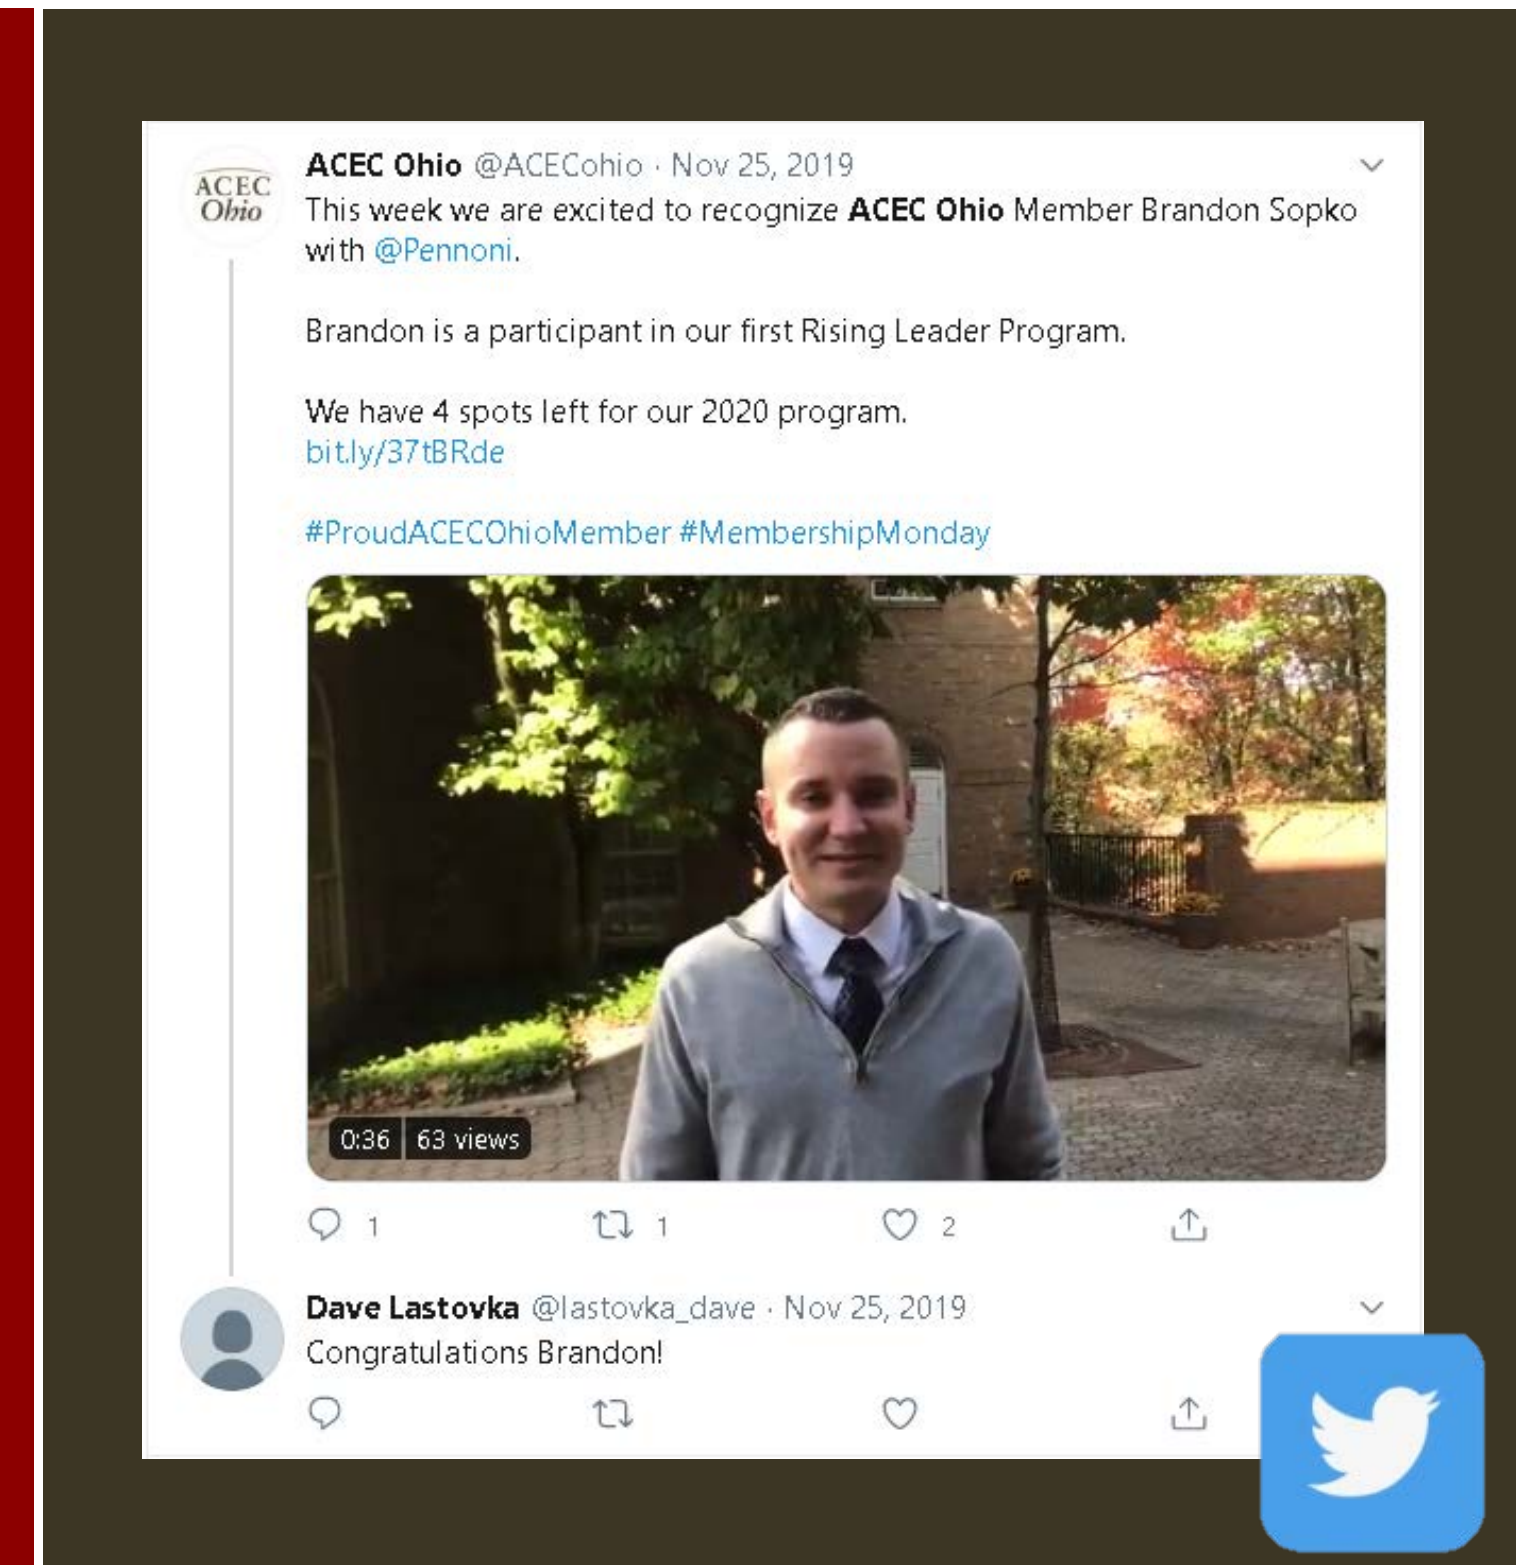 ACEC
Ohio
ACEC Ohio @ACECohio · Nov 25, 2019
This week we are excited to recognize ACEC Ohio Member Brandon Sopko
with @Pennoni.
Brandon is a participant in our first Rising Leader Program.
We have 4 spots left for our 2020 program.
bit.ly/37tBRde
#ProudACECOhioMember #MembershipMonday
0:36 63 views
1 1 2
Dave Lastovka @lastovka_dave · Nov 25, 2019
Congratulations Brandon!